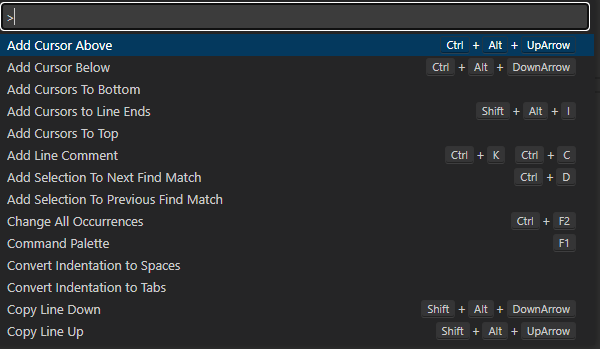 >
Add Cursor Above Ctrl + Alt + UpArrow
Add Cursor Below Ctrl + Alt + DownArrow
Add Cursors To Bottom
Add Cursors to Line Ends Shift + Alt + I
Add Cursors To Top
Add Line Comment Ctrl + K Ctrl + C
Add Selection To Next Find Match Ctrl + D
Add Selection To Previous Find Match
Change All Occurrences Ctrl + F2
Command Palette F1
Convert Indentation to Spaces
Convert Indentation to Tabs
Copy Line Down Shift + Alt + DownArrow
Copy Line Up Shift + Alt + UpArrow